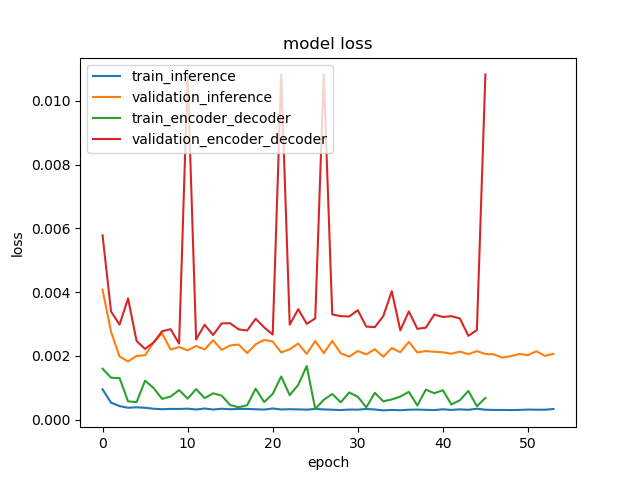 model loss
train_inference
validation_inference
train_encoder_decoder
validation_encoder_decoder
0.010
0.008
0.006
0.004
0.002
0.000
loss
0 10 20 30 40 50
epoch